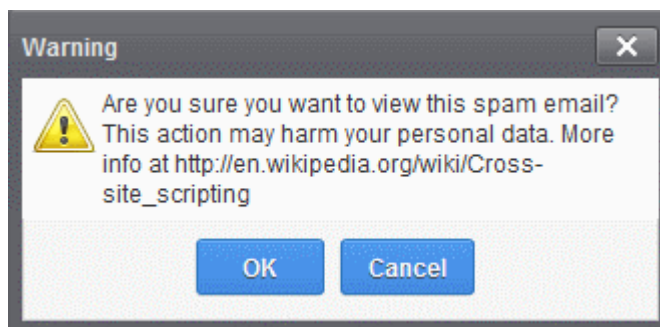 Warning
Are you sure you want to view this spam email?
This action may harm your personal data. More
info at http://en.wikipedia.org/wiki/Cross-
site_scripting
OK
Cancel